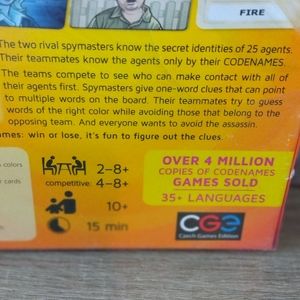 FIRE
The two rival spymasters know the secret identities of 25 agents.
Their teammates know the agents only by their CODENAMES.
The teams compete to see who can make contact with all of
their agents first. Spymasters give one-word clues that can point
to multiple words on the board. Their teammates try to guess
words of the right color while avoiding those that belong to the
opposing team. And everyone wants to avoid the assassin.
ames: win or lose, it's fun to figure out the clues.
colors
cards
2–8+
competitive: 4–8+
10+
15 min
OVER 4 MILLION
COPIES OF CODENAMES
GAMES SOLD
35+ LANGUAGES
CGE
Czech Games Edition